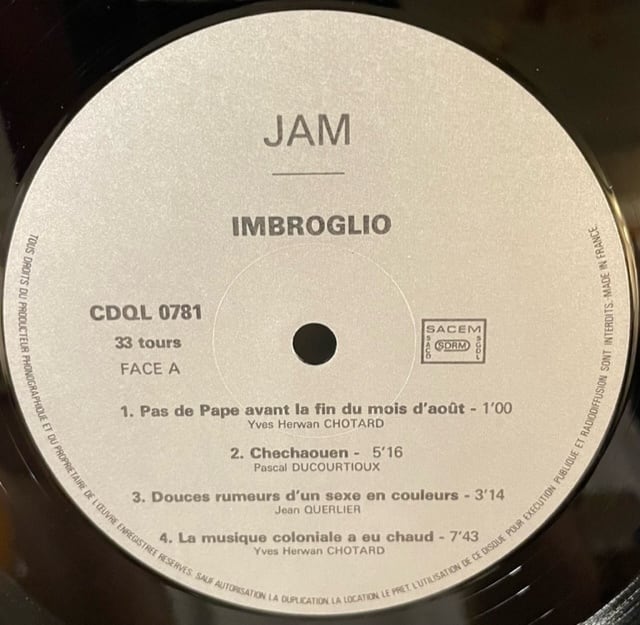 JAM
IMBROGLIO
CDQL 0781
33 tours
FACE A
SACEM
SACD
SDRM
SGDL
1. Pas de Pape avant la fin du mois d'août - 1'00
Yves Herwan CHOTARD
2. Chechaouen - 5'16
Pascal DUCOURTIOUX
3. Douces rumeurs d'un sexe en couleurs - 3'14
Jean QUERLIER
4. La musique coloniale a eu chaud - 7'43
Yves Herwan CHOTARD
TOUS DROITS DU PRODUCTEUR PHONOGRAPHIQUE ET DU PROPRIETAIRE DE L'ŒUVRE ENREGISTREE RESERVES. SAUF AUTORISATION LA DUPLICATION, LA LOCATION, LE PRET, L'UTILISATION DE CE DISQUE POUR EXECUTION PUBLIQUE ET RADIODIFFUSION SONT INTERDITS. MADE IN FRANCE